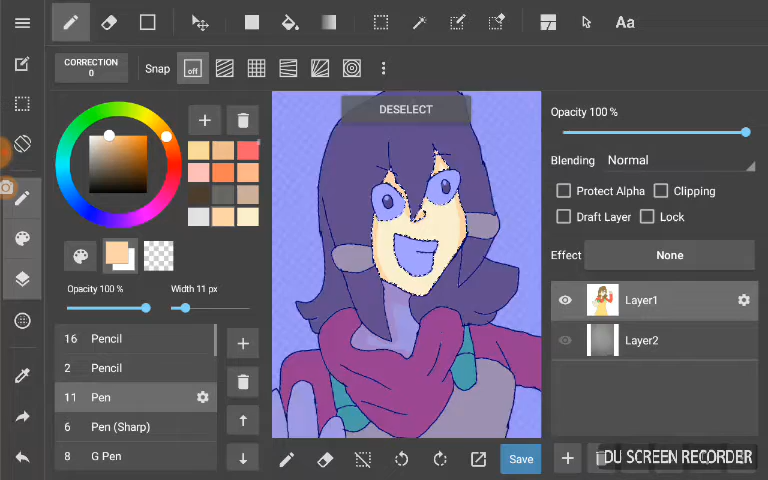 Aa
CORRECTION
0
Snap
off
DESELECT
Opacity 100 %
Blending
Normal
Protect Alpha
Clipping
Draft Layer
Lock
Effect
None
Opacity 100 %
Width 11 px
Layer1
Layer2
16 Pencil
2 Pencil
11 Pen
6 Pen (Sharp)
8 G Pen
Save
DU SCREEN RECORDER